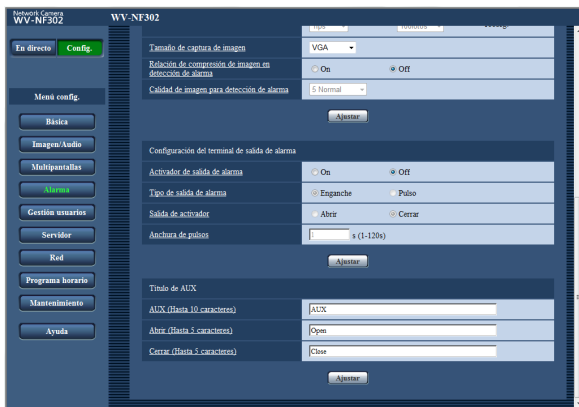 Network Camera
WV-NF302
WV-NF302
En directo
Config.
Tamaño de captura de imagen
VGA
Relación de compresión de imagen en
detección de alarma
On
Off
Menú config.
Calidad de imagen para detección de alarma
5 Normal
Ajustar
Básica
Imagen/Audio
Configuración del terminal de salida de alarma
Multipantallas
Activador de salida de alarma
On
Off
Alarma
Tipo de salida de alarma
Enganche
Pulso
Gestión usuarios
Salida de activador
Abrir
Cerrar
Servidor
Anchura de pulsos
1
s (1-120s)
Red
Ajustar
Programa horario
Título de AUX
Mantenimiento
AUX (Hasta 10 caracteres)
AUX
Ayuda
Abrir (Hasta 5 caracteres)
Open
Cerrar (Hasta 5 caracteres)
Close
Ajustar